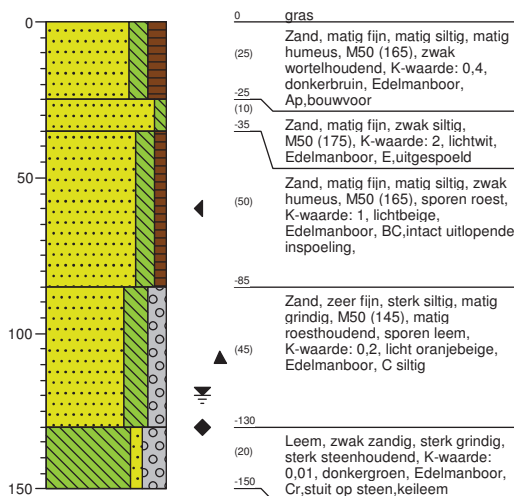 0
50
100
150
0 gras
(25)
Zand, matig fijn, matig siltig, matig
humeus, M50 (165), zwak
wortelhoudend, K-waarde: 0,4,
donkerbruin, Edelmanboor,
Ap,bouwvoor
-25
(10)
Zand, matig fijn, zwak siltig,
M50 (175), K-waarde: 2, lichtwit,
Edelmanboor, E,uitgespoeld
-35
(50)
Zand, matig fijn, matig siltig, zwak
humeus, M50 (165), sporen roest,
K-waarde: 1, lichtbeige,
Edelmanboor, BC,intact uitlopende
inspoeling,
-85
(45)
Zand, zeer fijn, sterk siltig, matig
grindig, M50 (145), matig
roesthoudend, sporen leem,
K-waarde: 0,2, licht oranjebeige,
Edelmanboor, C siltig
-130
(20)
Leem, zwak zandig, sterk grindig,
sterk steenhoudend, K-waarde:
0,01, donkergroen, Edelmanboor,
Cr,stuit op steen,keileem
-150